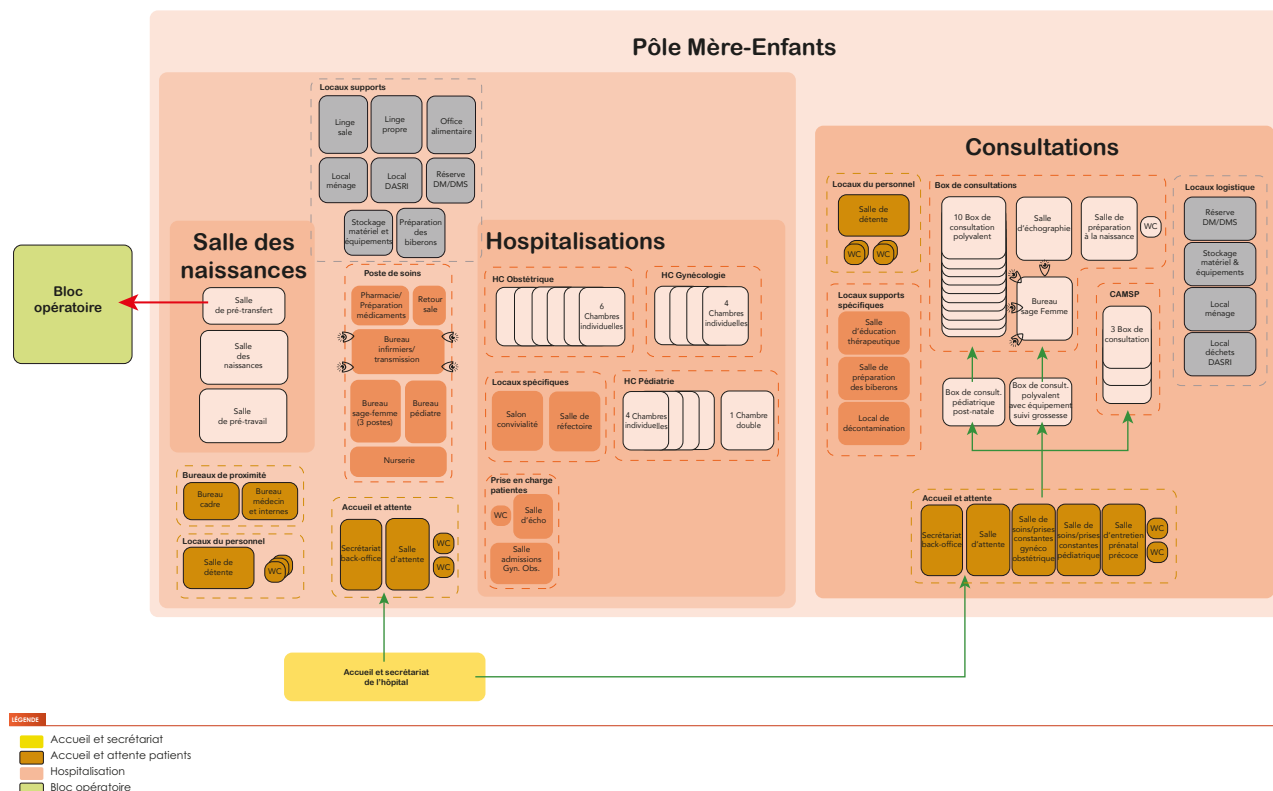 Pôle Mère-Enfants
Locaux supports
Linge
sale
Linge
propre
Office
alimentaire
Local
ménage
Local
DASRI
Réserve
DM/DMS
Stockage
matériel et
équipements
Préparation
des
biberons
Bloc
opératoire
Salle des
naissances
Salle
de pré-transfert
Salle
des
naissances
Salle
de pré-travail
Poste de soins
Pharmacie/
Préparation
médicaments
Retour
sale
Bureau
infirmiers/
transmission
Bureau
sage-femme
(3 postes)
Bureau
pédiatre
Nurserie
Bureaux de proximité
Bureau
cadre
Bureau
médecin
et internes
Locaux du personnel
Salle de
détente
WC
Accueil et attente
Secrétariat
back-office
Salle
d'attente
WC
WC
Hospitalisations
HC Obstétrique
6
Chambres
individuelles
HC Gynécologie
4
Chambres
individuelles
Locaux spécifiques
Salon
convivialité
Salle de
réfectoire
HC Pédiatrie
4 Chambres
individuelles
1 Chambre
double
Prise en charge
patientes
WC
Salle
d'écho
Salle
admissions
Gyn. Obs.
Consultations
Locaux du personnel
Salle de
détente
WC
WC
Locaux supports
spécifiques
Salle
d'éducation
thérapeutique
Salle de
préparation
des biberons
Local de
décontamination
Box de consultations
10 Box de
consultation
polyvalent
Salle
d'échographie
Salle de
préparation
à la naissance
WC
Bureau
sage Femme
CAMSP
3 Box de
consultation
Locaux logistique
Réserve
DM/DMS
Stockage
matériel &
équipements
Local
ménage
Local
déchets
DASRI
Box de consult.
pédiatrique
post-natale
Box de consult.
polyvalent
avec équipement
suivi grossesse
Accueil et attente
Secrétariat
back-office
Salle
d'attente
Salle de
soins/prises
constantes
gynéco
obstétrique
Salle de
soins/prises
constantes
pédiatrique
Salle
d'entretien
prénatal
précoce
WC
WC
Accueil et secrétariat
de l'hôpital
LÉGENDE
Accueil et secrétariat
Accueil et attente patients
Hospitalisation
Bloc opératoire